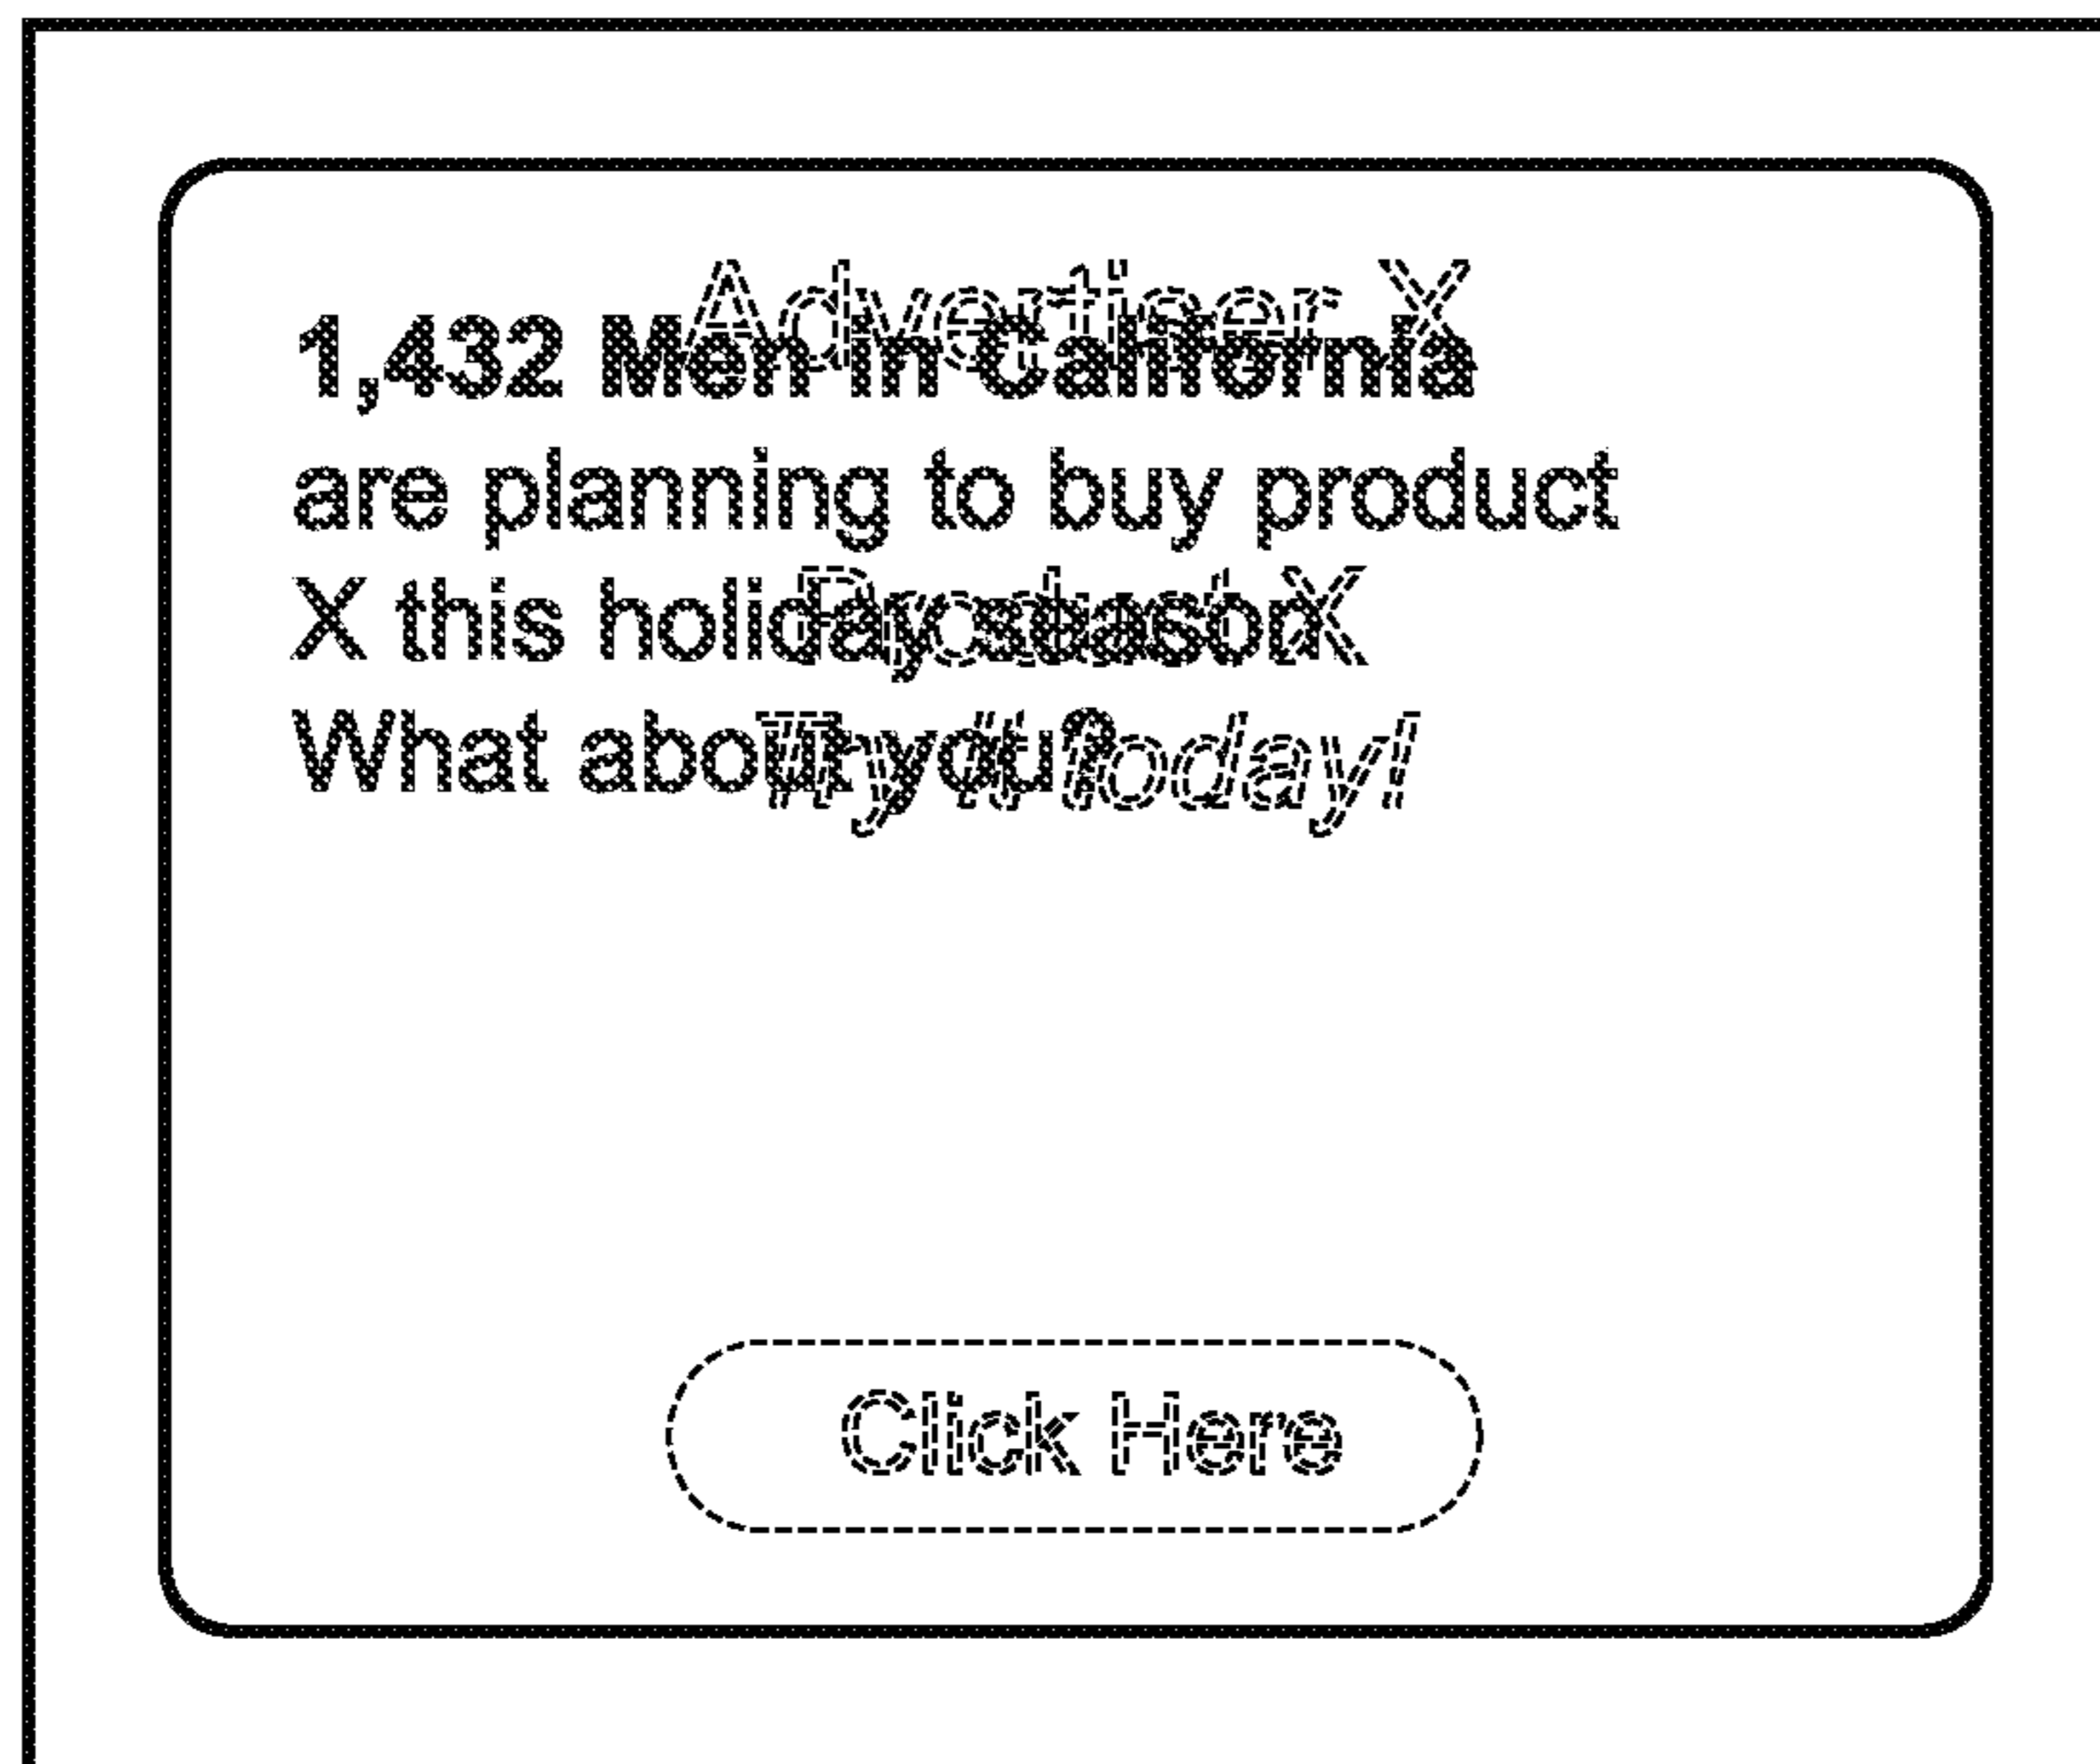 Advertiser X
1,432 Men in California
are planning to buy product
X this holiday season
Product X
What about you?
Try it Today!
Click Here